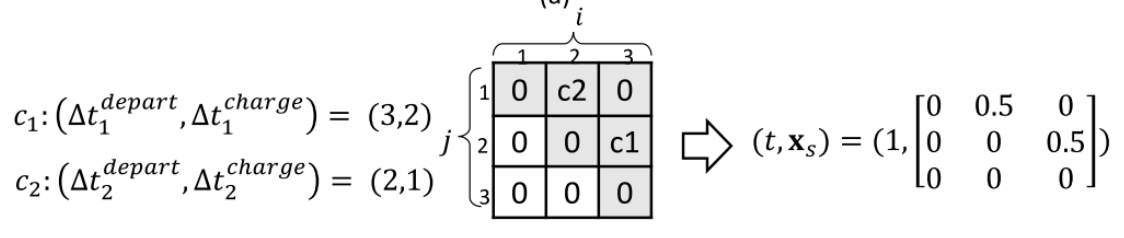 i
1 2 3
c₁: (Δt₁^depart, Δt₁^charge) = (3,2)
c₂: (Δt₂^depart, Δt₂^charge) = (2,1)
j
1 0 c2 0
2 0 0 c1
3 0 0 0
(t, xₛ) = (1, [0 0.5 0
0 0 0.5
0 0 0])